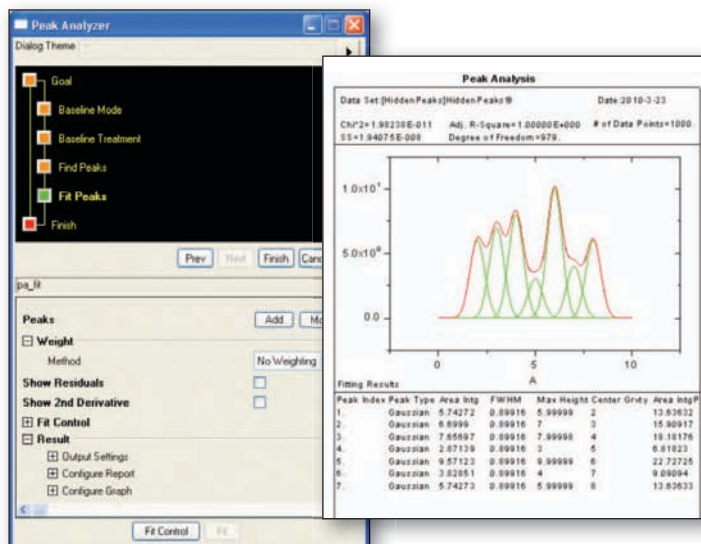 Peak Analyzer
Dialog Theme
Goal
Baseline Mode
Baseline Treatment
Find Peaks
Fit Peaks
Finish
Prev Next Finish Canc
pa_fit
Peaks Add Mo
Weight
Method No Weighting
Show Residuals
Show 2nd Derivative
Fit Control
Result
Output Settings
Configure Report
Configure Graph
Fit Control Fit
Peak Analysis
Data Set:[HiddenPeaks]HiddenPeaks! Date:2010-3-23
Chi^2=1.98238E-011 Adj. R-Square=1.00000E+000 # of Data Points=1000.
SS=1.94075E-008 Degree of Freedom=979.
1.0x10¹
5.0x10⁰
0.0
0 5 10
A
Fitting Results
Peak Index Peak Type Area Intg FWHM Max Height Center Grvty Area IntgP
1. Gaussian 5.74272 0.89916 5.99999 2 13.63632
2. Gaussian 6.6999 0.89916 7 3 15.90917
3. Gaussian 7.65697 0.89916 7.99998 4 18.18176
4. Gaussian 2.87139 0.89916 3 5 6.81823
5. Gaussian 9.57123 0.89916 9.99999 6 22.72725
6. Gaussian 3.82851 0.89916 4 7 9.09094
7. Gaussian 5.74273 0.89916 5.99999 8 13.63633